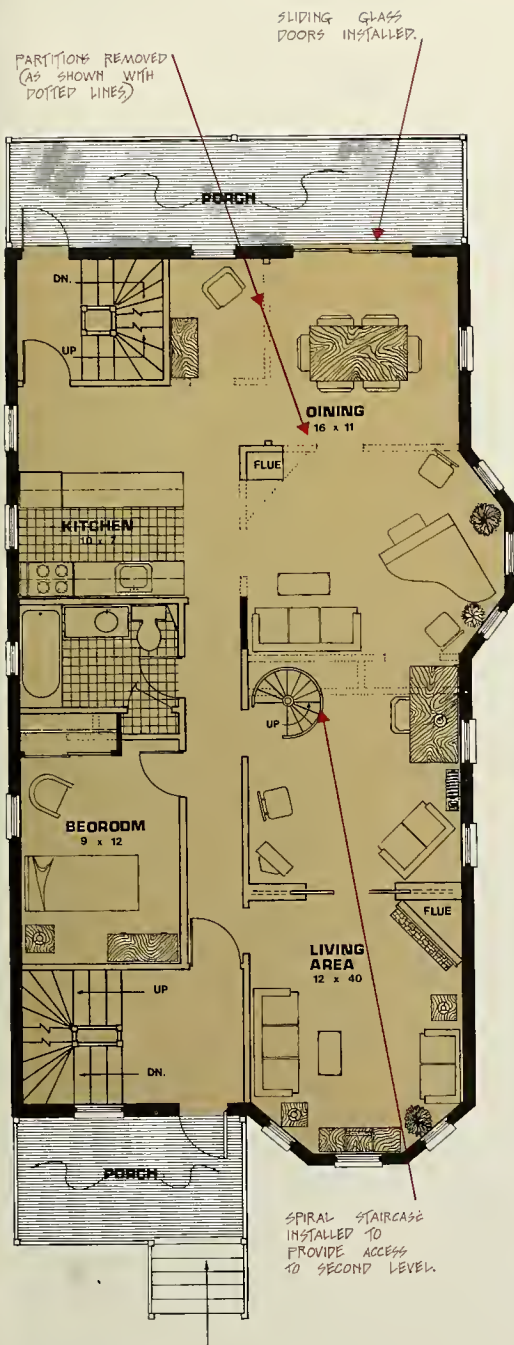 SLIDING GLASS
DOORS INSTALLED.
PARTITIONS REMOVED
(AS SHOWN WITH
DOTTED LINES)
PORCH
DN.
UP
OINING
16 x 11
FLUE
KITCHEN
10 x 7
UP
BEOROOM
9 x 12
FLUE
LIVING
AREA
12 x 40
UP
DN.
PORCH
SPIRAL STAIRCASE
INSTALLED TO
PROVIDE ACCESS
TO SECOND LEVEL.